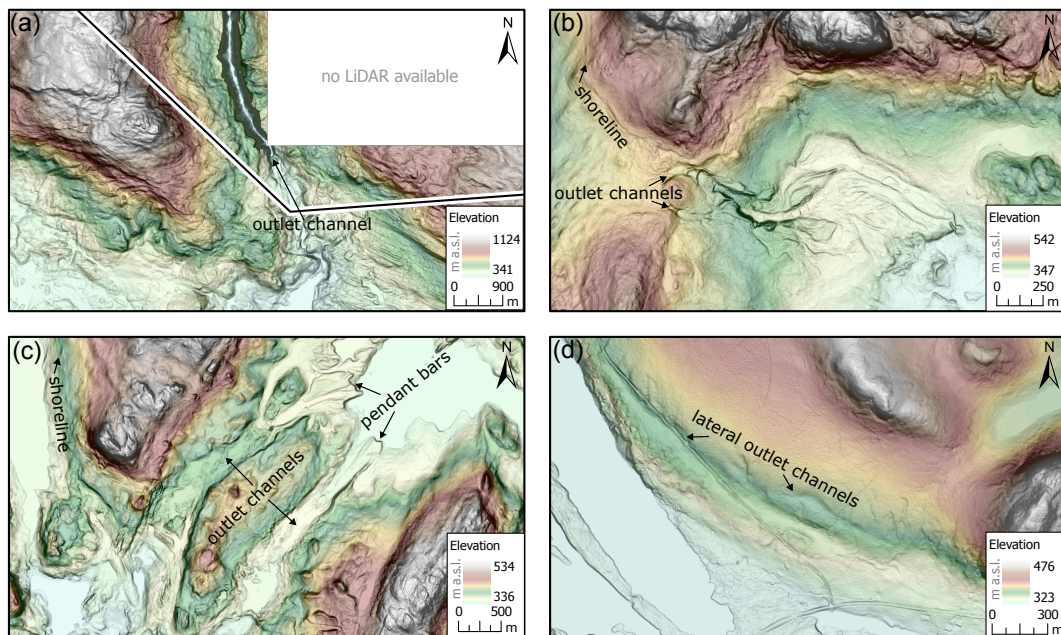 (a)
N
no LiDAR available
outlet channel
Elevation
m a.s.l.
1124
341
0 900 m
(b)
N
shoreline
outlet channels
Elevation
m a.s.l.
542
347
0 250 m
(c)
N
shoreline
pendant bars
outlet channels
Elevation
m a.s.l.
534
336
0 500 m
(d)
N
lateral outlet channels
Elevation
m a.s.l.
476
323
0 300 m